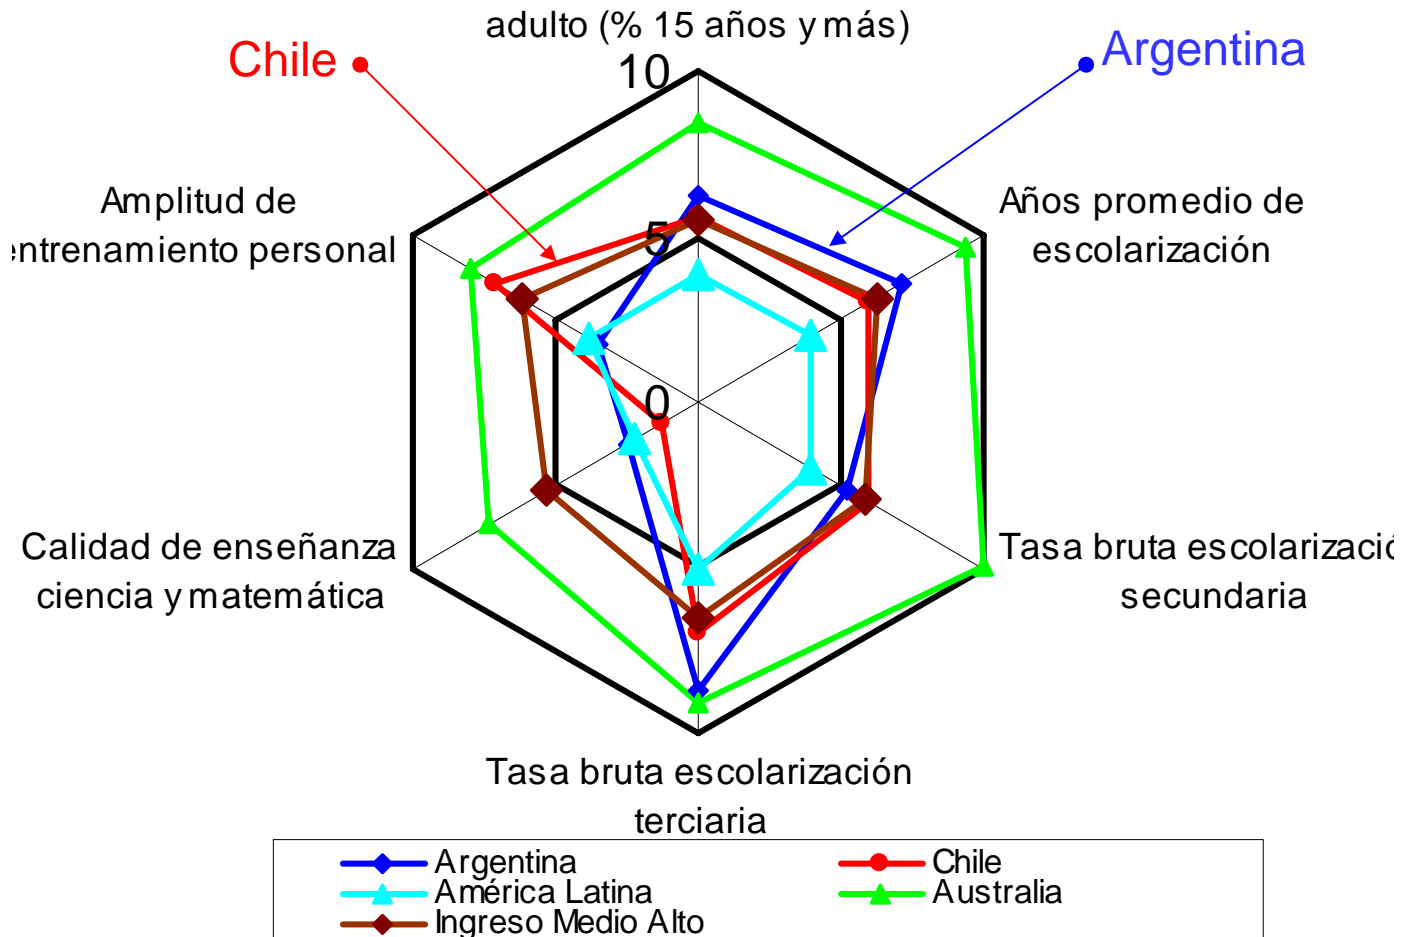 adulto (% 15 años y más)
Chile
Argentina
10
Amplitud de
entrenamiento personal
Años promedio de
escolarización
5
0
Calidad de enseñanza
ciencia y matemática
Tasa bruta escolarizació
secundaria
Tasa bruta escolarización
terciaria
Argentina
Chile
América Latina
Australia
Ingreso Medio Alto